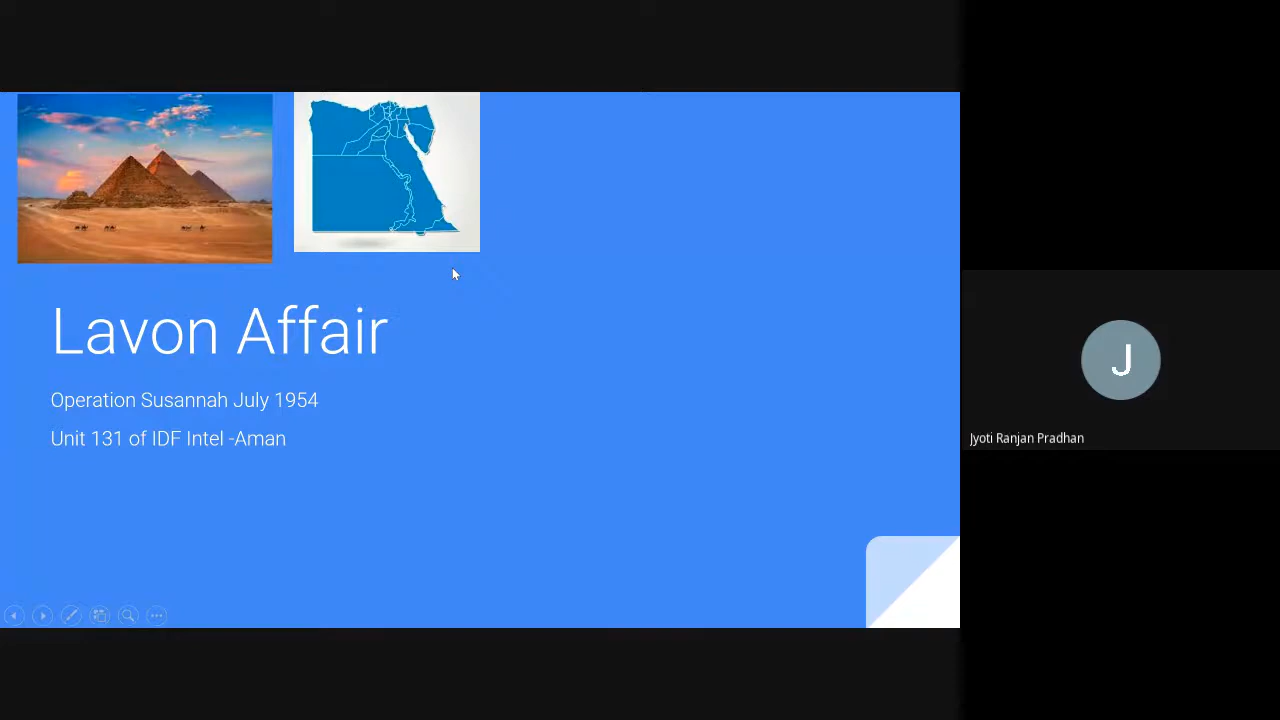 Lavon Affair
Operation Susannah July 1954
Unit 131 of IDF Intel -Aman
J
Jyoti Ranjan Pradhan